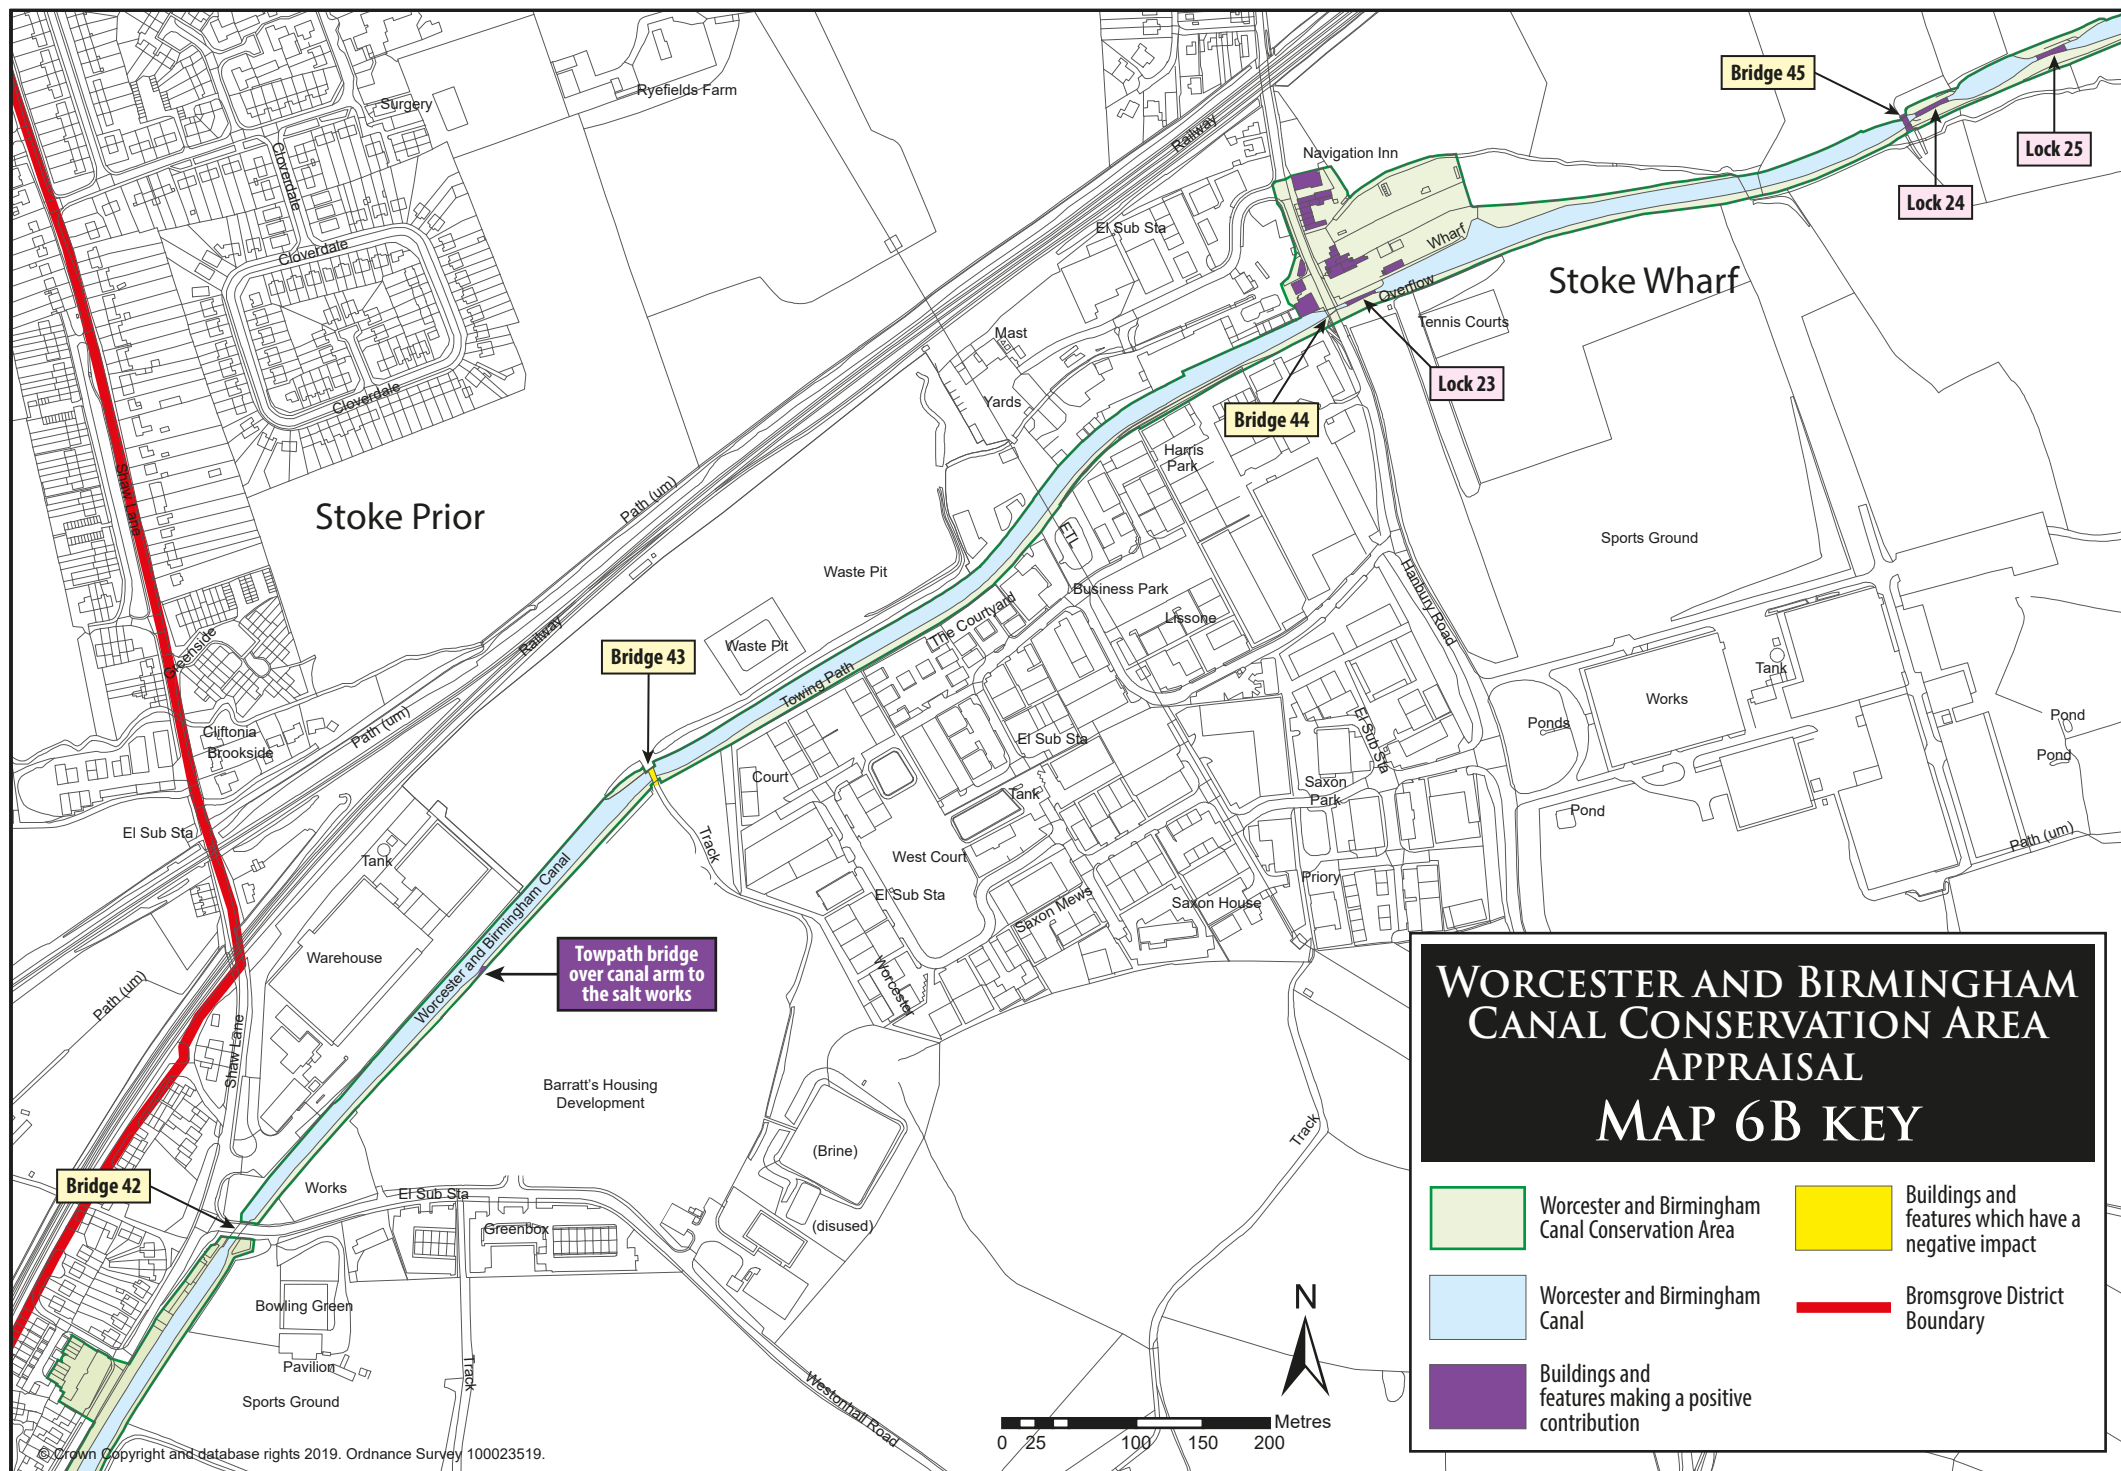 Surgery
Ryefields Farm
Cloverdale
Cloverdale
Cloverdale
Railway
Navigation Inn
Bridge 45
Lock 25
Lock 24
El Sub Sta
Wharf
Overflow
Stoke Wharf
Tennis Courts
Mast
Yards
Lock 23
Bridge 44
Harris
Park
Shaw Lane
Stoke Prior
Path (um)
ETL
Sports Ground
Waste Pit
Business Park
Hanbury Road
The Courtyard
Lissone
Greenside
Railway
Bridge 43
Waste Pit
Towing Path
Tank
Works
Ponds
Pond
Pond
Cliftonia
Brookside
Path (um)
El Sub Sta
El Sub Sta
Court
Saxon
Park
Tank
Pond
El Sub Sta
Track
Path (um)
Tank
West Court
El Sub Sta
Priory
Saxon Mews
Saxon House
Worcester and Birmingham Canal
Warehouse
Towpath bridge
over canal arm to
the salt works
Worcester
Path (um)
Shaw Lane
Barratt's Housing
Development
(Brine)
Track
Bridge 42
Works
El Sub Sta
Greenbox
(disused)
Bowling Green
Pavilion
Track
Sports Ground
Westonhall Road
N
Metres
0 25 100 150 200
© Crown Copyright and database rights 2019. Ordnance Survey 100023519.
Worcester and Birmingham
Canal Conservation Area
Appraisal
Map 6B key
Worcester and Birmingham
Canal Conservation Area
Worcester and Birmingham
Canal
Buildings and
features making a positive
contribution
Buildings and
features which have a
negative impact
Bromsgrove District
Boundary